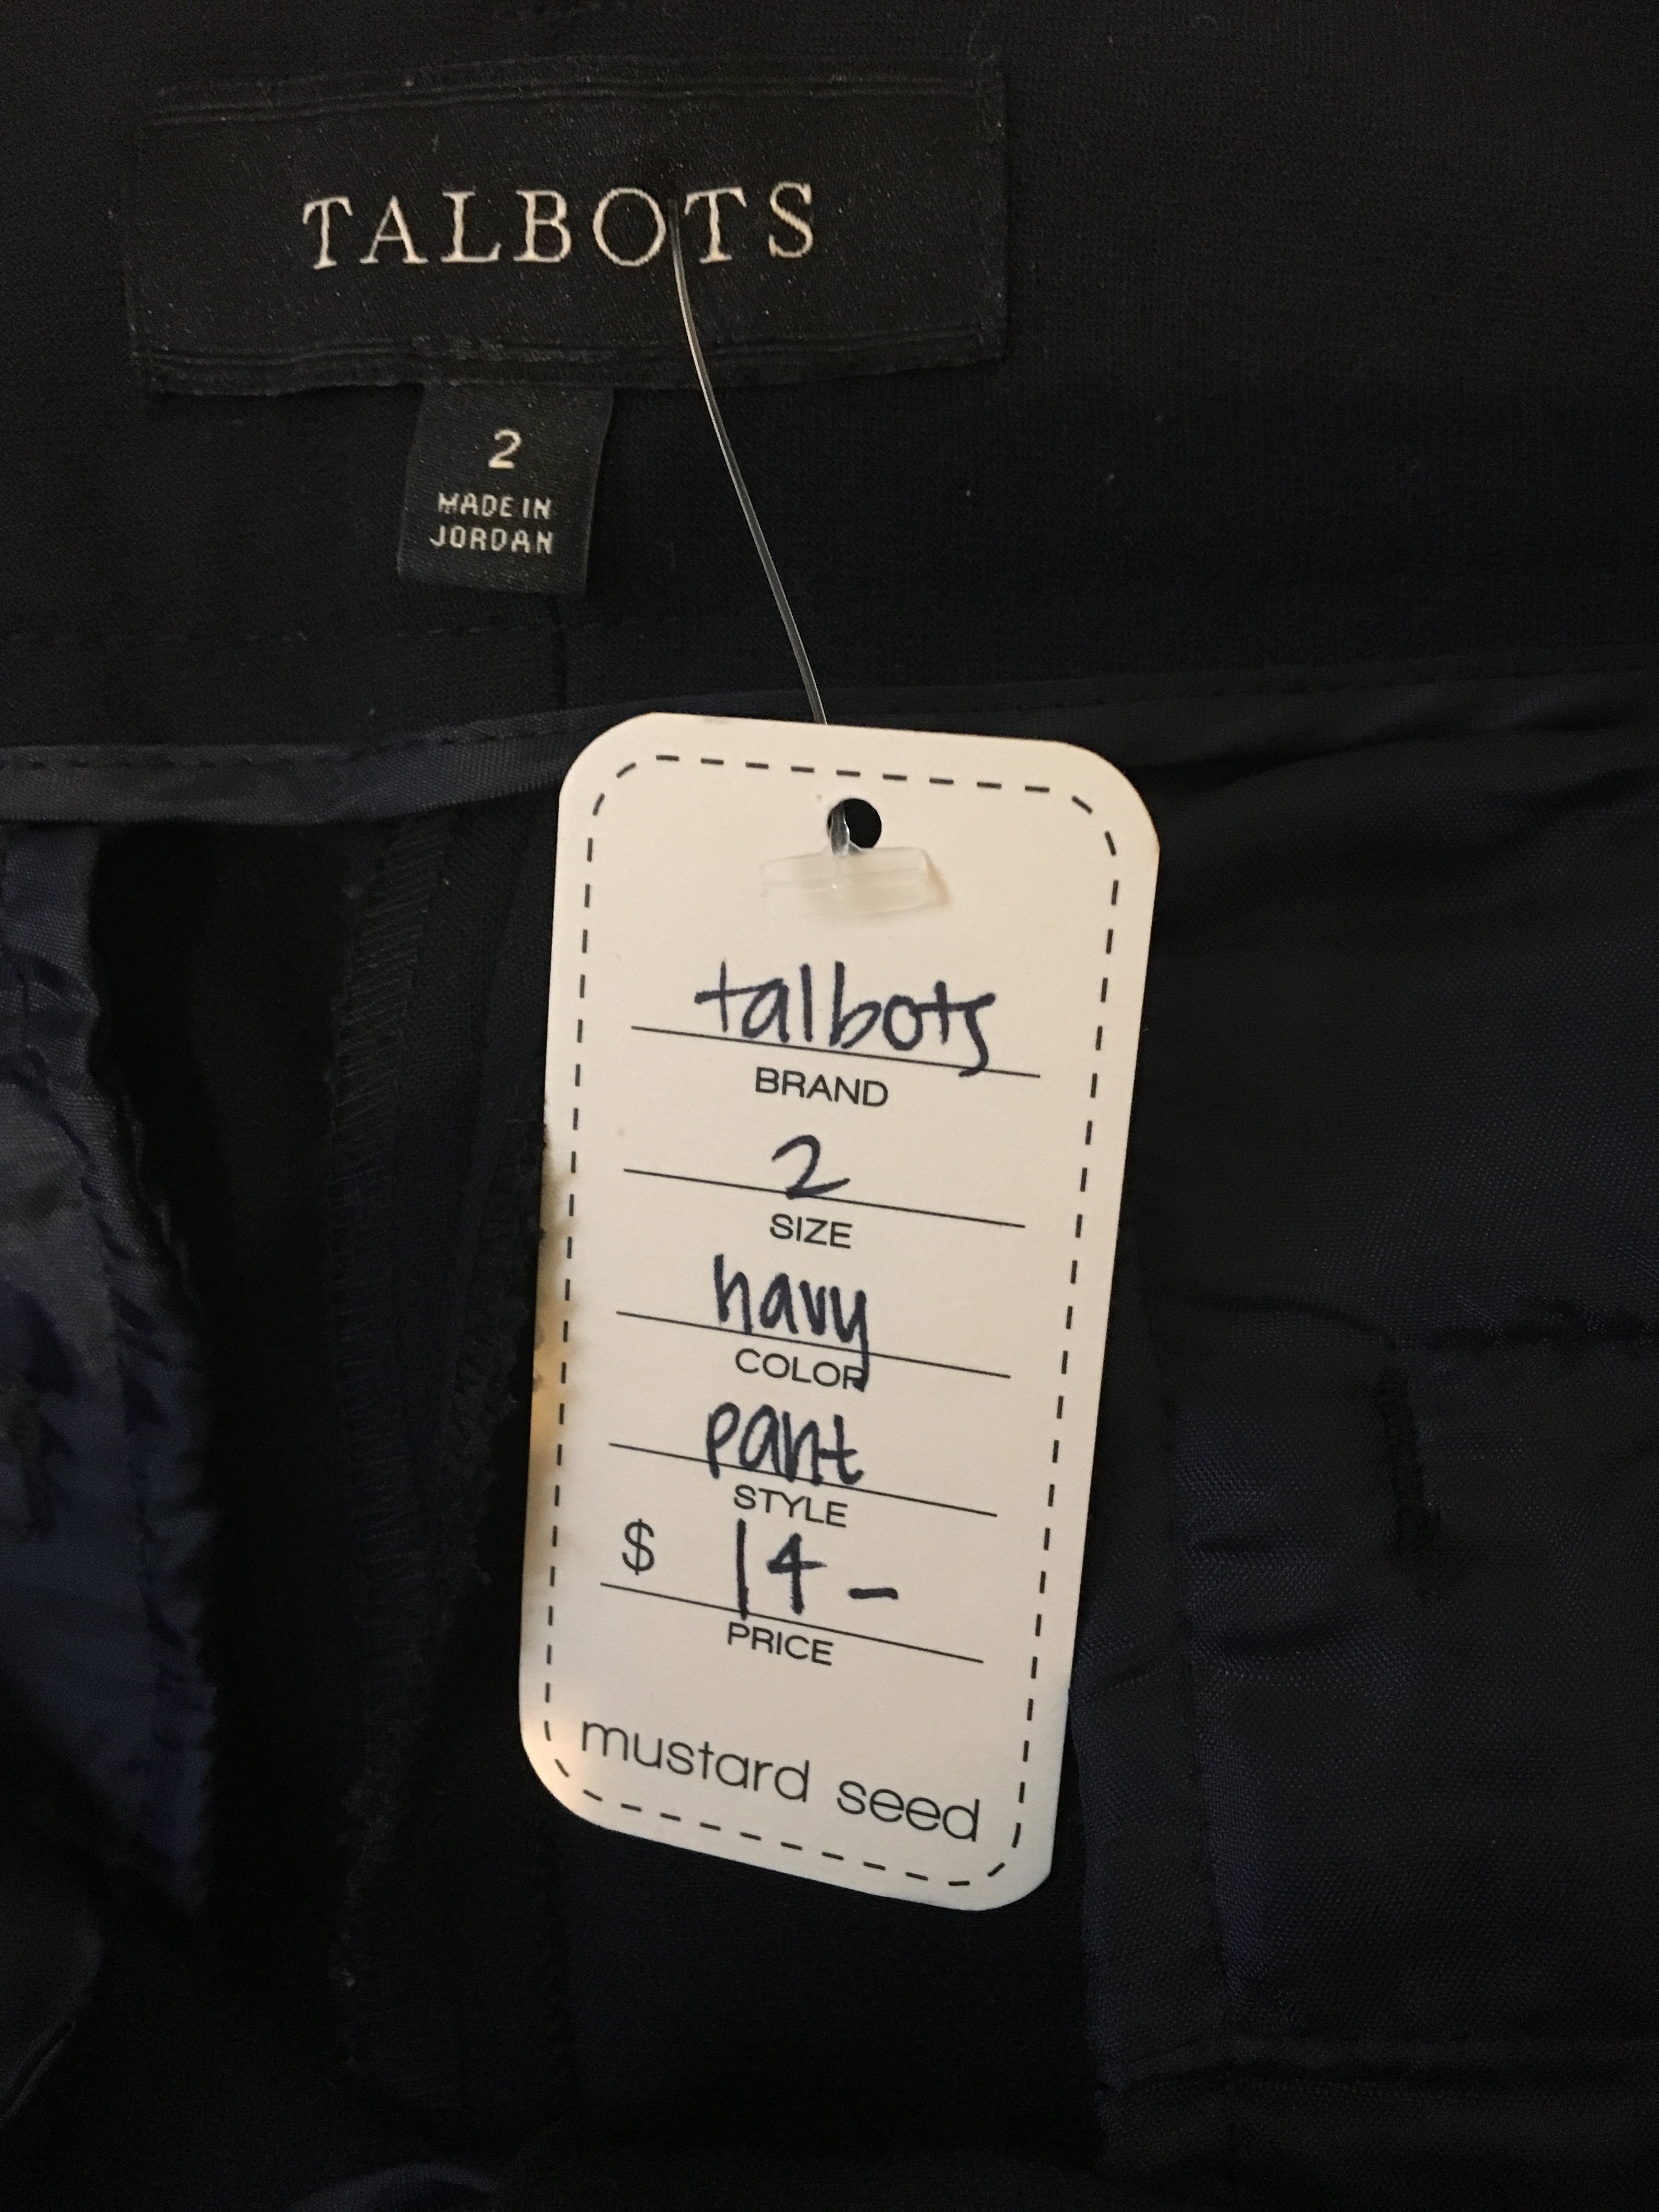 TALBOTS
2
MADE IN
JORDAN
talbots
BRAND
2
SIZE
navy
COLOR
pant
STYLE
$ 14 -
PRICE
mustard seed